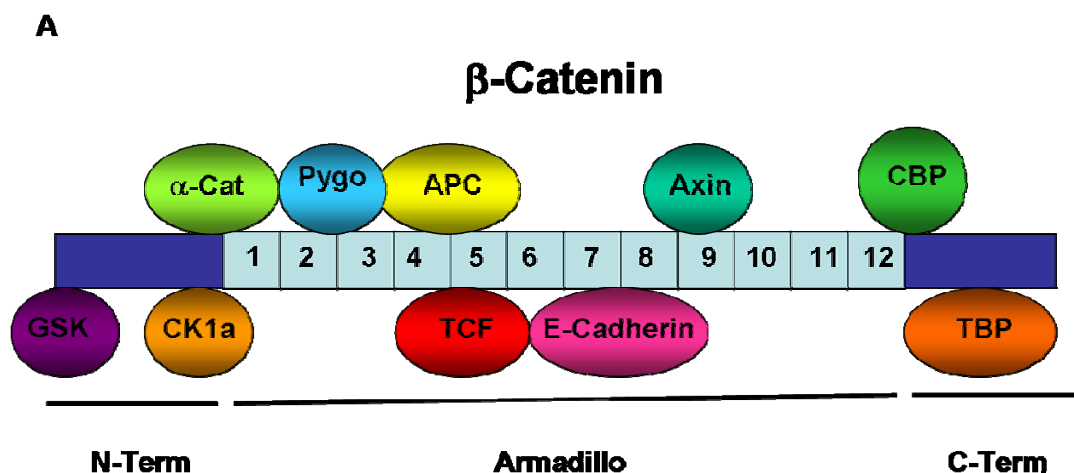 A
β-Catenin
α-Cat Pygo APC Axin CBP
1 2 3 4 5 6 7 8 9 10 11 12
GSK CK1a TCF E-Cadherin TBP
N-Term Armadillo C-Term